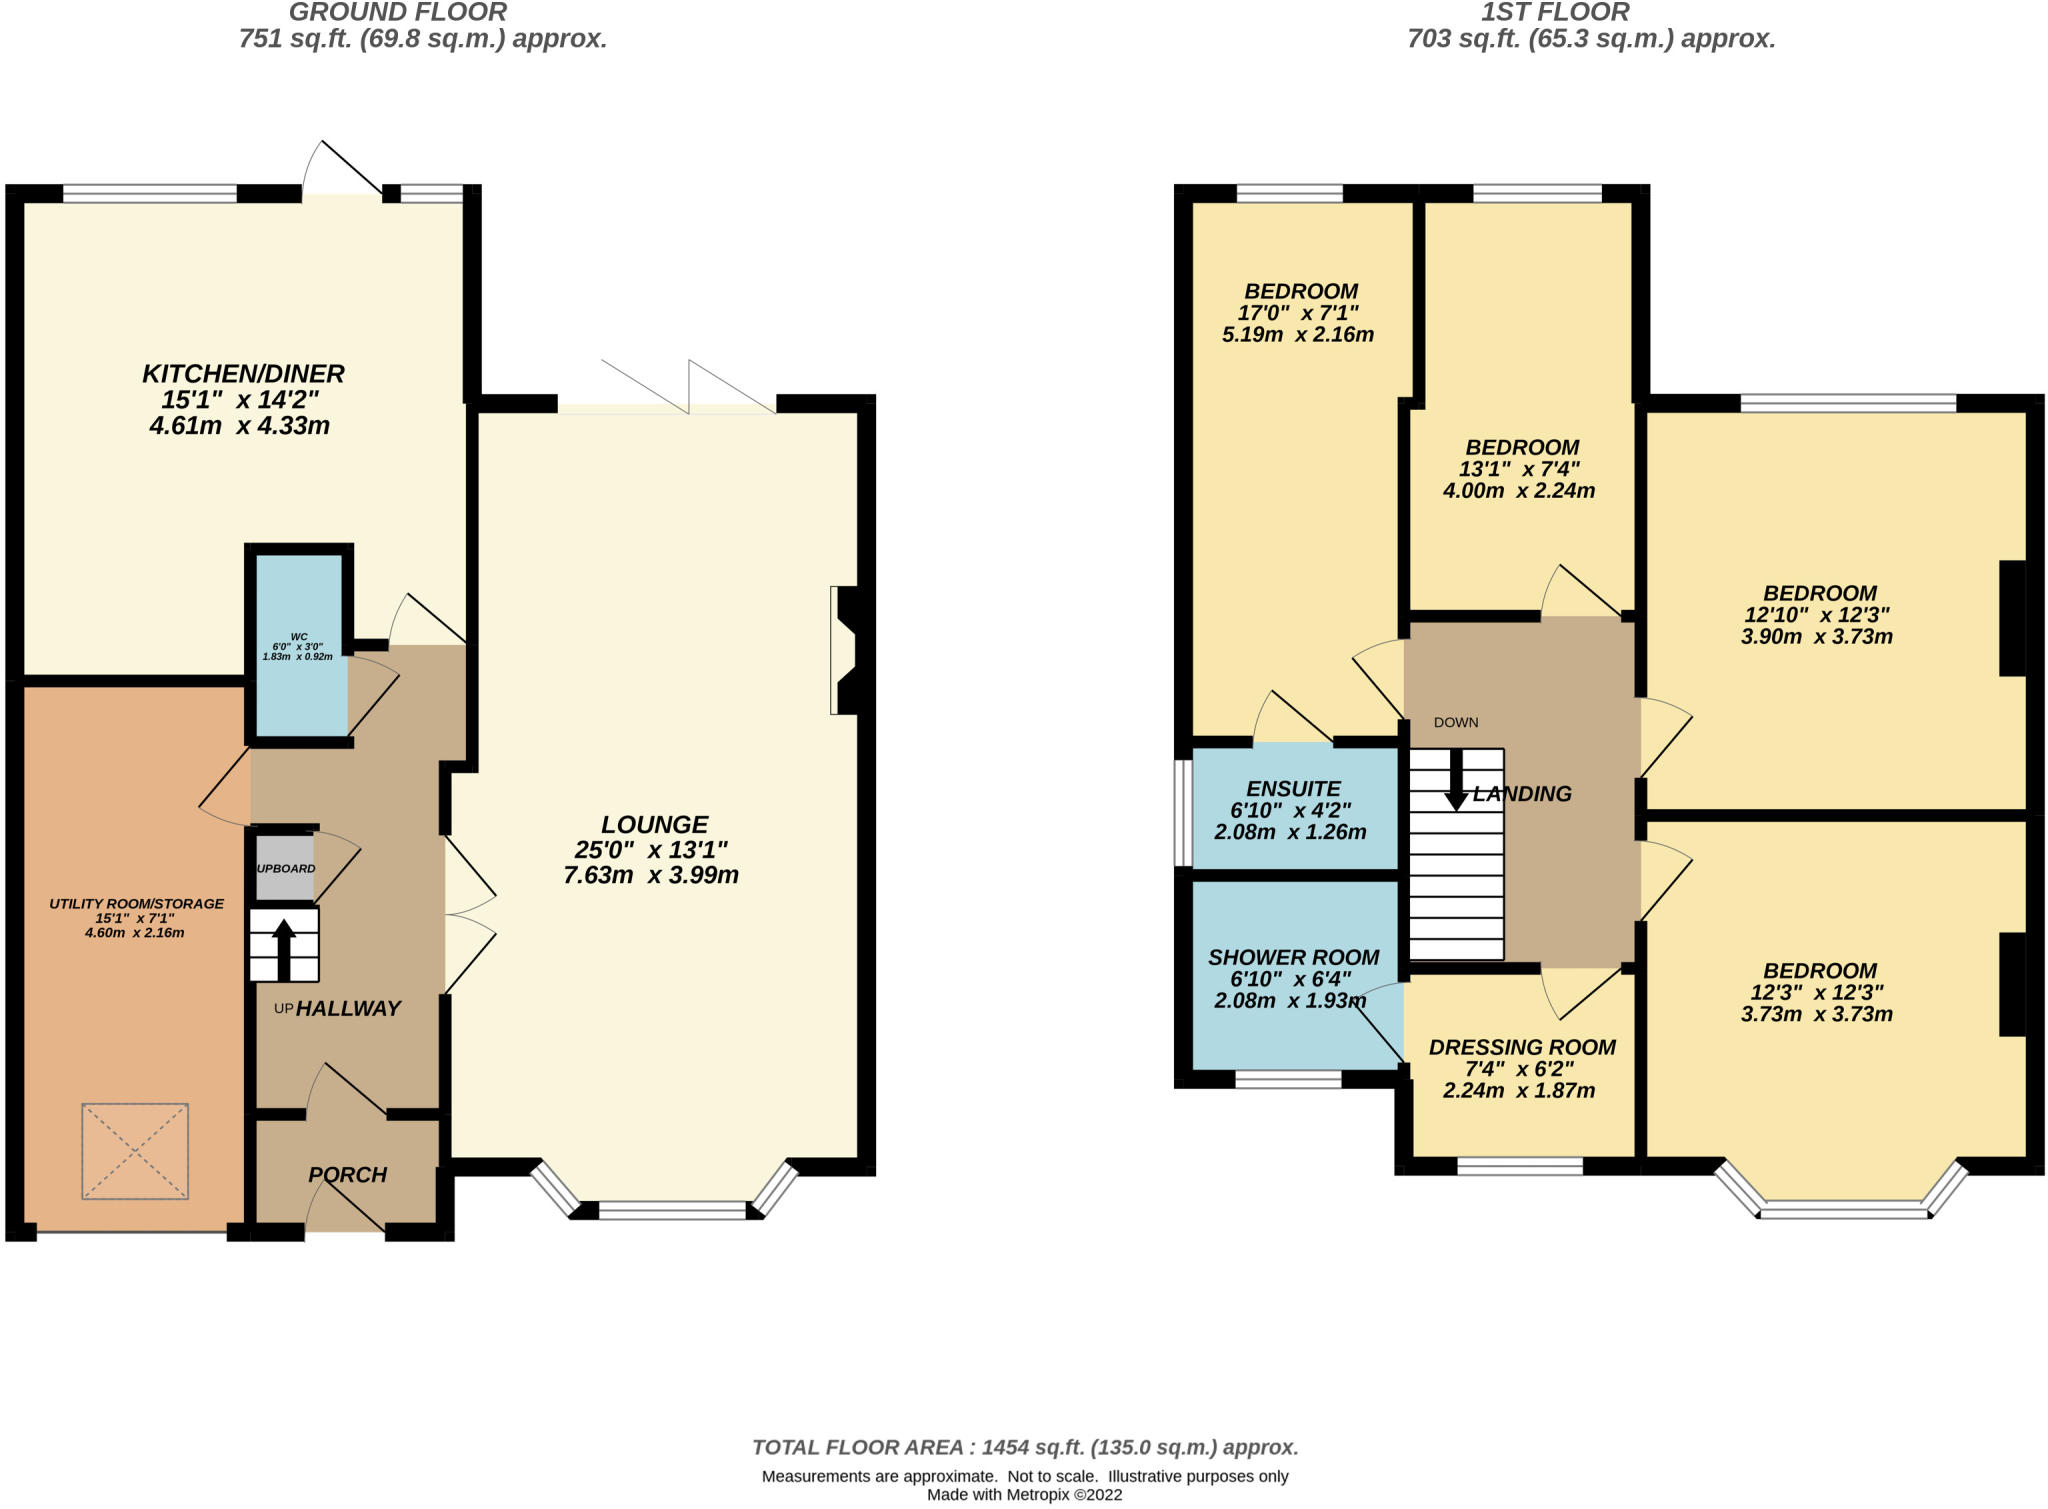 GROUND FLOOR
751 sq.ft. (69.8 sq.m.) approx.
1ST FLOOR
703 sq.ft. (65.3 sq.m.) approx.
KITCHEN/DINER
15'1" x 14'2"
4.61m x 4.33m
WC
6'0" x 3'0"
1.83m x 0.92m
LOUNGE
25'0" x 13'1"
7.63m x 3.99m
UPBOARD
UTILITY ROOM/STORAGE
15'1" x 7'1"
4.60m x 2.16m
UP
HALLWAY
PORCH
BEDROOM
17'0" x 7'1"
5.19m x 2.16m
BEDROOM
13'1" x 7'4"
4.00m x 2.24m
BEDROOM
12'10" x 12'3"
3.90m x 3.73m
DOWN
LANDING
ENSUITE
6'10" x 4'2"
2.08m x 1.26m
SHOWER ROOM
6'10" x 6'4"
2.08m x 1.93m
BEDROOM
12'3" x 12'3"
3.73m x 3.73m
DRESSING ROOM
7'4" x 6'2"
2.24m x 1.87m
TOTAL FLOOR AREA : 1454 sq.ft. (135.0 sq.m.) approx.
Measurements are approximate. Not to scale. Illustrative purposes only
Made with Metropix ©2022